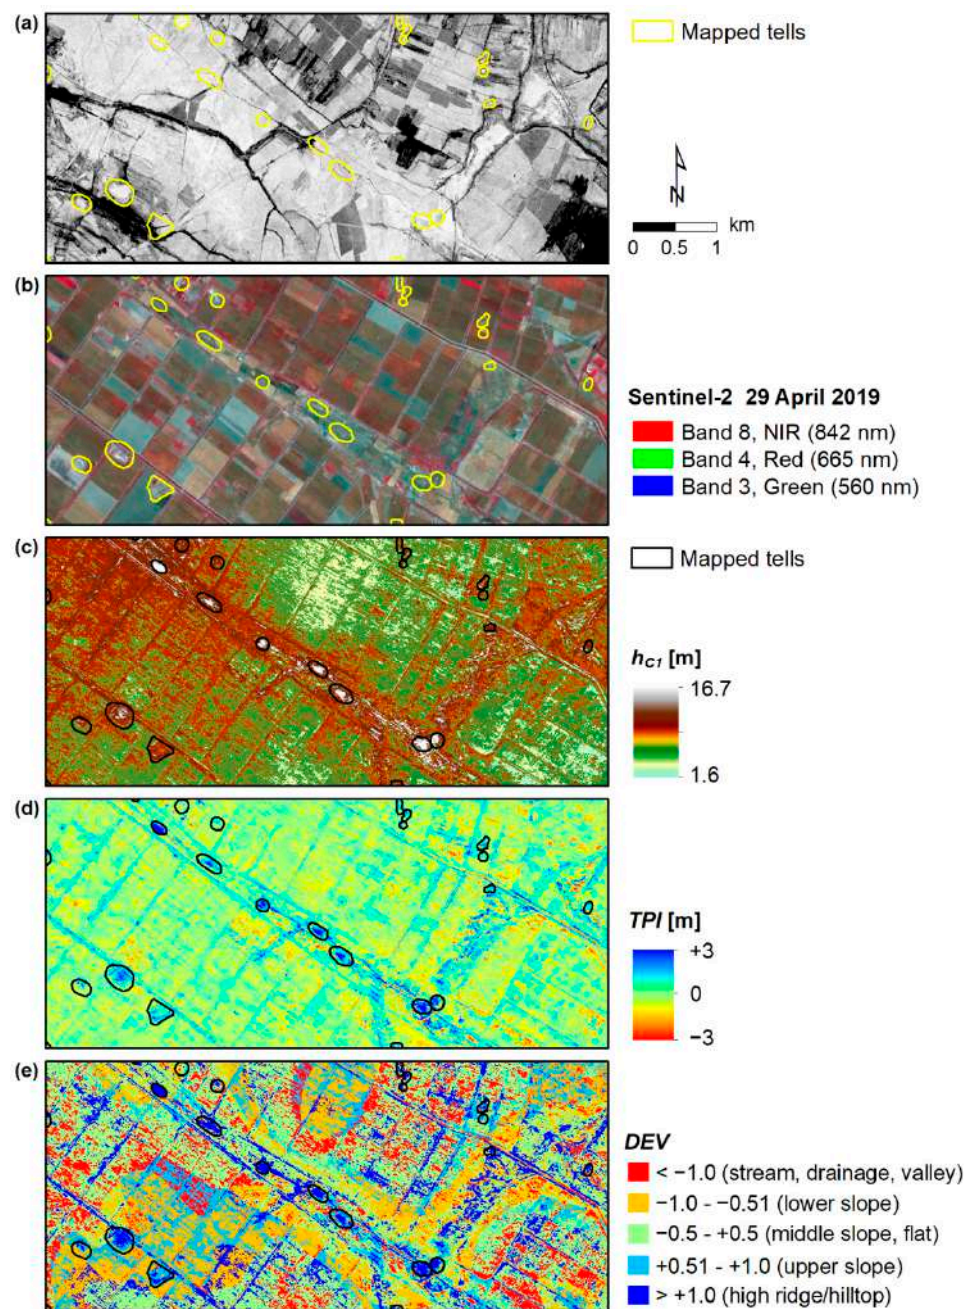 (a)
Mapped tells
N
km
0 0.5 1
(b)
Sentinel-2 29 April 2019
Band 8, NIR (842 nm)
Band 4, Red (665 nm)
Band 3, Green (560 nm)
(c)
Mapped tells
hC1 [m]
16.7
1.6
(d)
TPI [m]
+3
0
−3
(e)
DEV
< −1.0 (stream, drainage, valley)
−1.0 - −0.51 (lower slope)
−0.5 - +0.5 (middle slope, flat)
+0.51 - +1.0 (upper slope)
> +1.0 (high ridge/hilltop)